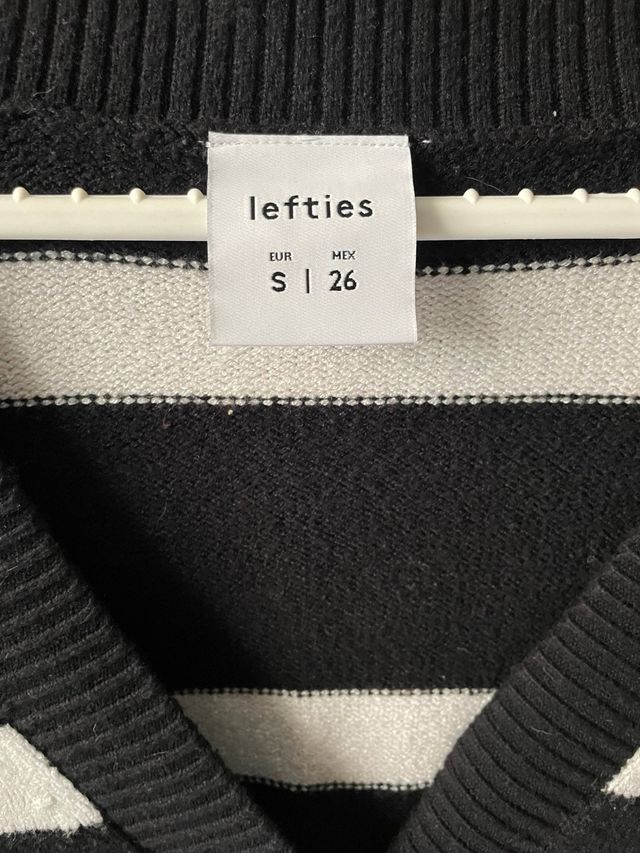 lefties
EUR MEX
S | 26